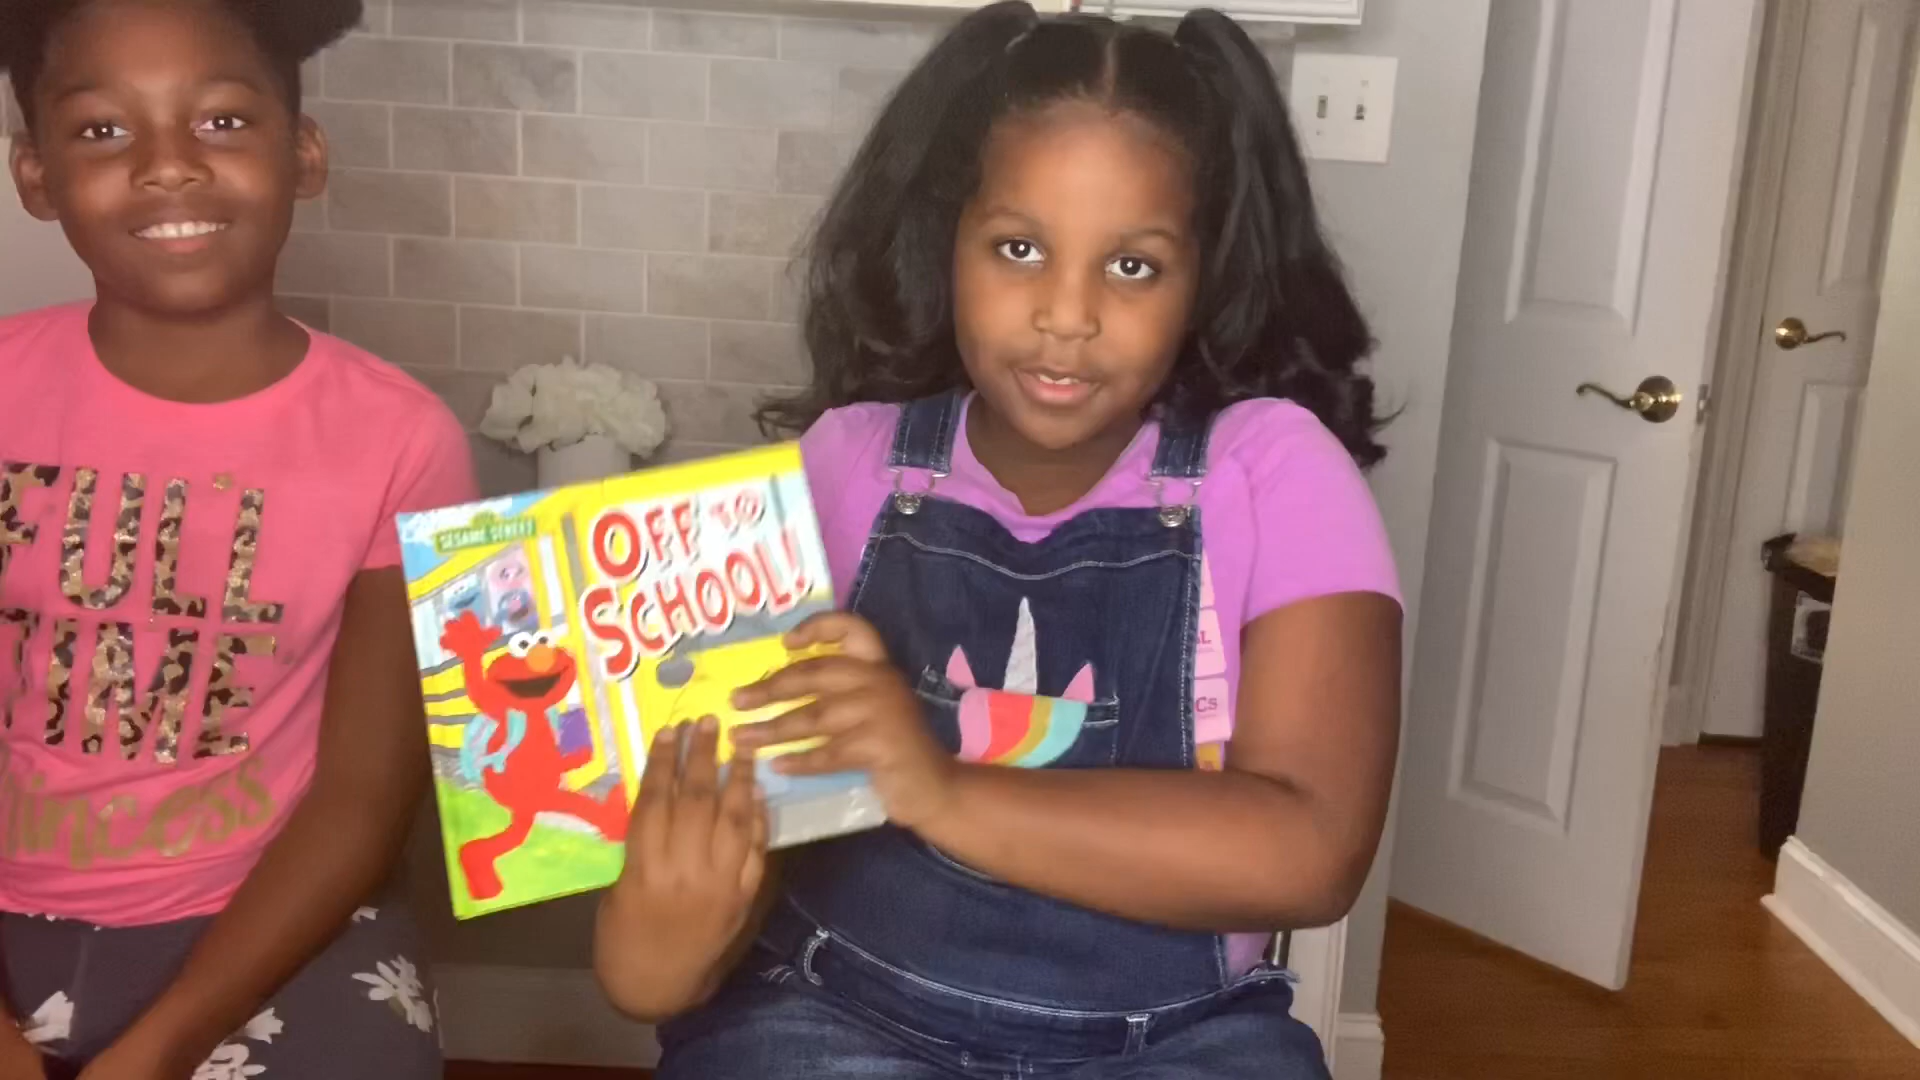 FULL
TIME
Princess
SESAME STREET
OFF TO
SCHOOL!